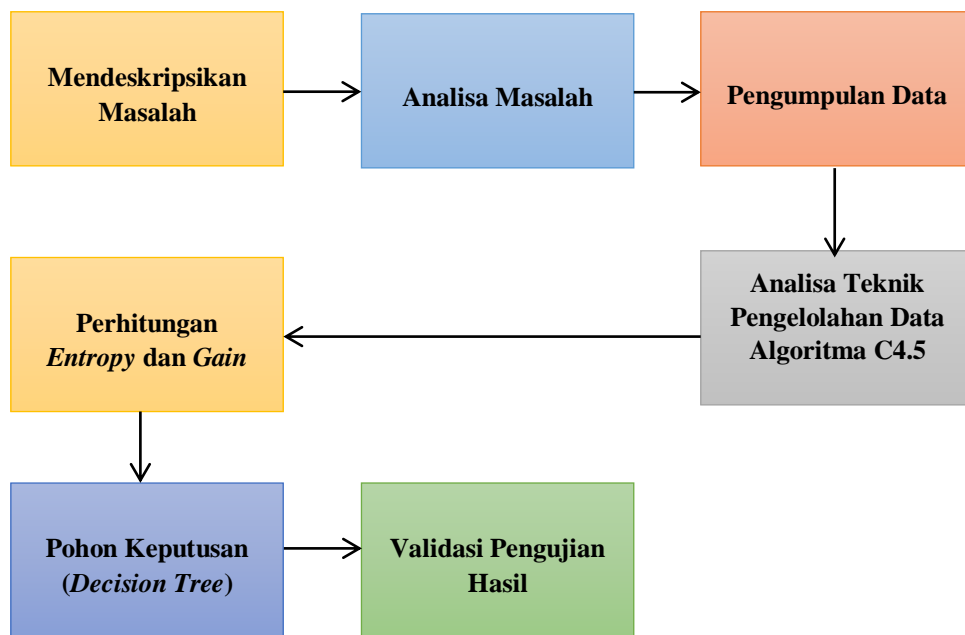 Mendeskripsikan
Masalah
Analisa Masalah
Pengumpulan Data
Analisa Teknik
Pengelolahan Data
Algoritma C4.5
Perhitungan
Entropy dan Gain
Pohon Keputusan
(Decision Tree)
Validasi Pengujian
Hasil